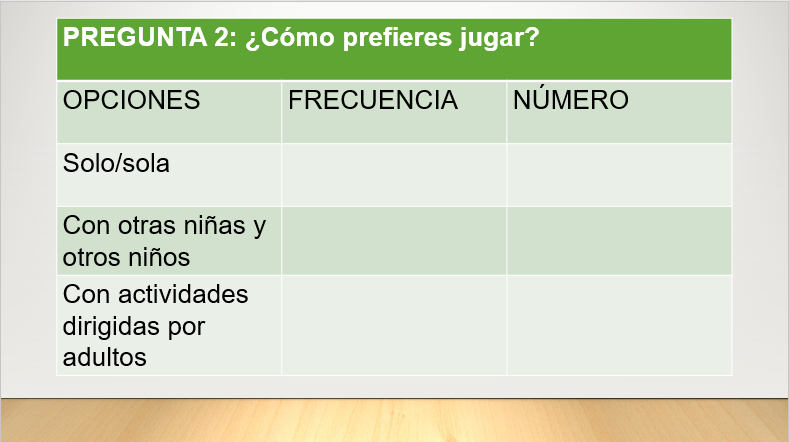 PREGUNTA 2: ¿Cómo prefieres jugar?
OPCIONES FRECUENCIA NÚMERO
Solo/sola
Con otras niñas y
otros niños
Con actividades
dirigidas por
adultos